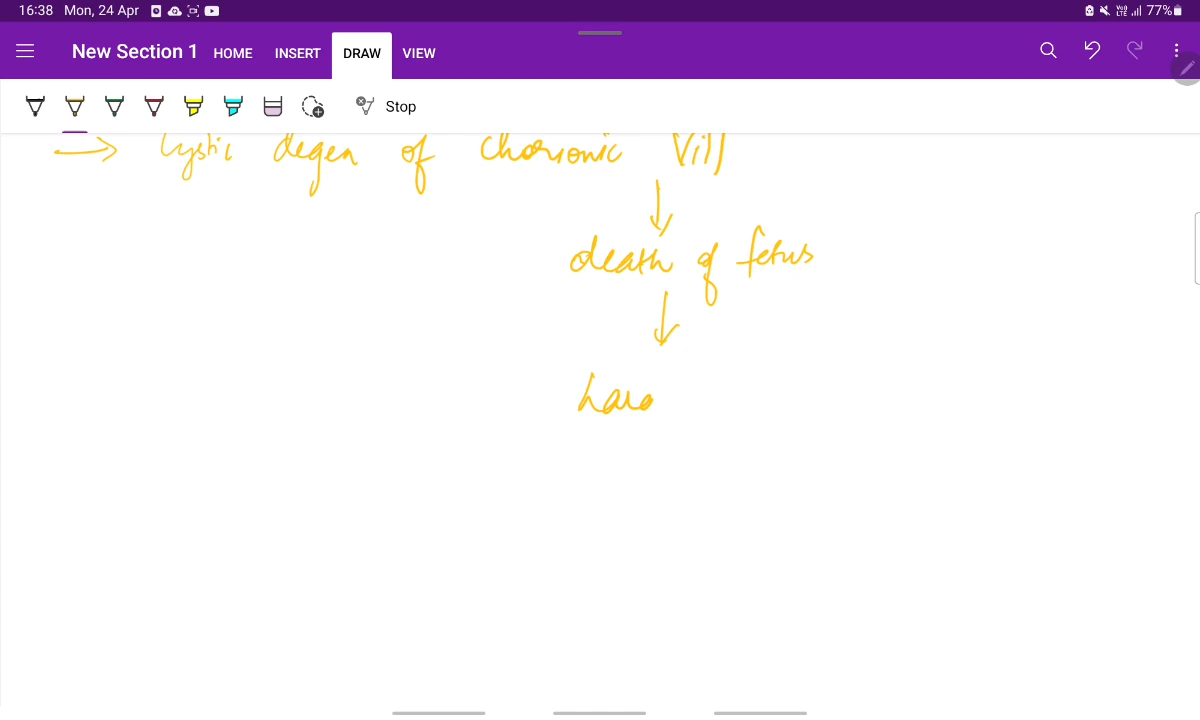 16:38 Mon, 24 Apr 77%
New Section 1 HOME INSERT DRAW VIEW
Stop
→ Cystic degen of chorionic Villi
↓
death of fetus
↓